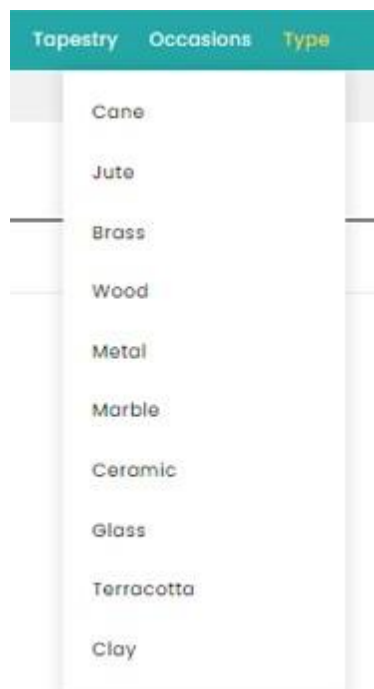 Tapestry Occasions Type
Cane
Jute
Brass
Wood
Metal
Marble
Ceramic
Glass
Terracotta
Clay